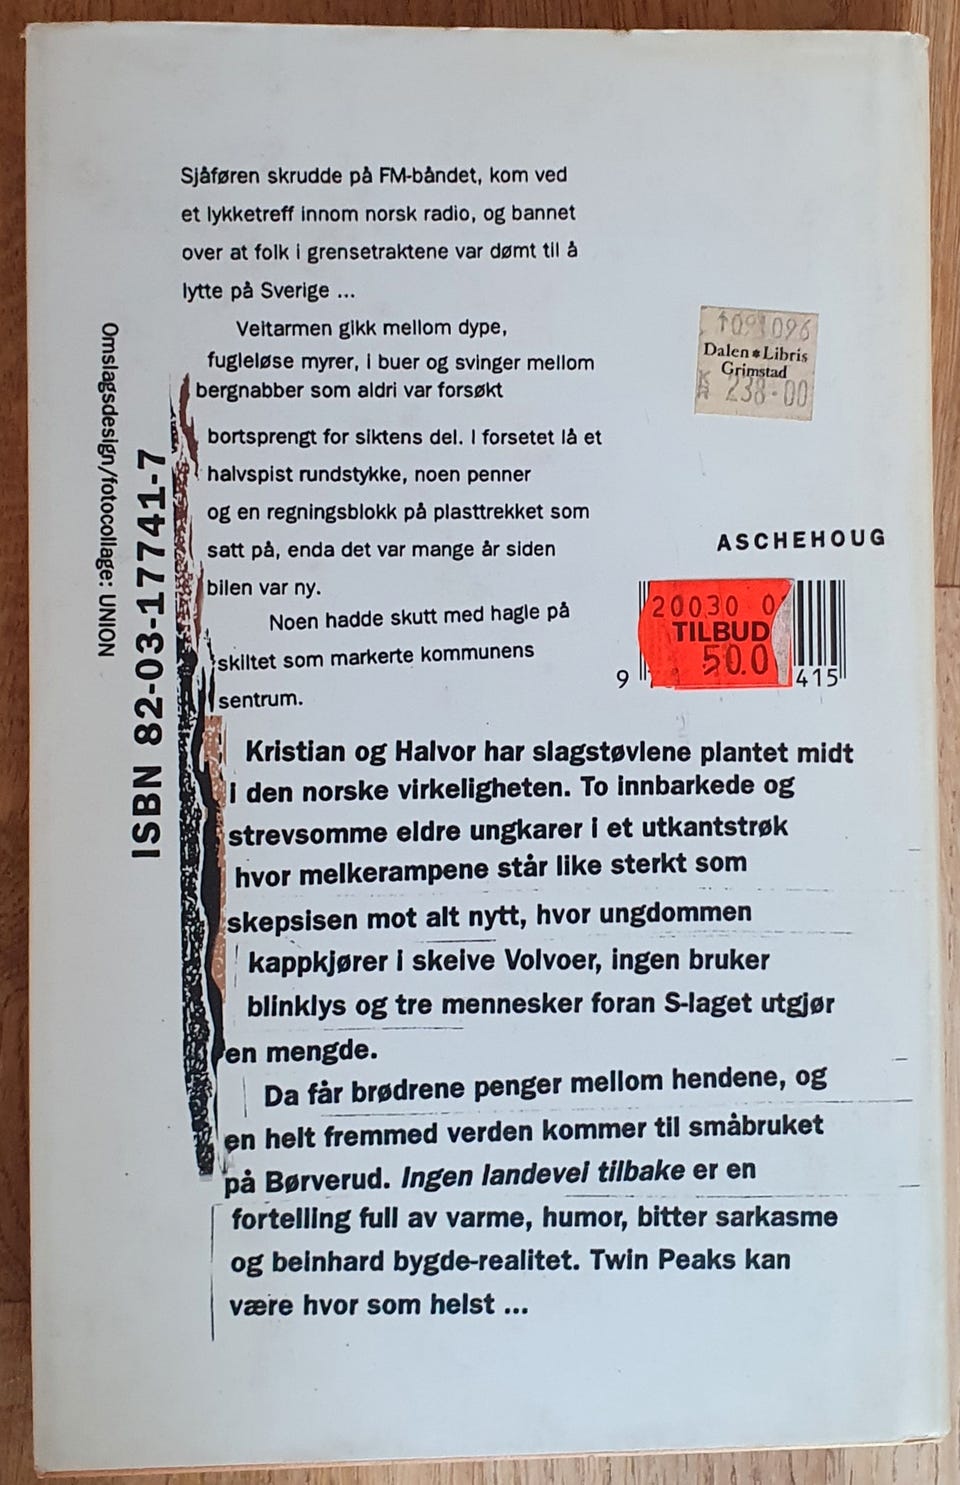 Sjåføren skrudde på FM-båndet, kom ved
et lykketreff innom norsk radio, og bannet
over at folk i grensetraktene var dømt til å
lytte på Sverige ...
Veitarmen gikk mellom dype,
fugleløse myrer, i buer og svinger mellom
bergnabber som aldri var forsøkt
bortsprengt for siktens del. I forsetet lå et
halvspist rundstykke, noen penner
og en regningsblokk på plasttrekket som
satt på, enda det var mange år siden
bilen var ny.
Noen hadde skutt med hagle på
skiltet som markerte kommunens
sentrum.
Kristian og Halvor har slagstøvlene plantet midt
i den norske virkeligheten. To innbarkede og
strevsomme eldre ungkarer i et utkantstrøk
hvor melkerampene står like sterkt som
skepsisen mot alt nytt, hvor ungdommen
kappkjører i skeive Volvoer, ingen bruker
blinklys og tre mennesker foran S-laget utgjør
en mengde.
Da får brødrene penger mellom hendene, og
en helt fremmed verden kommer til småbruket
på Børverud. Ingen landevei tilbake er en
fortelling full av varme, humor, bitter sarkasme
og beinhard bygde-realitet. Twin Peaks kan
være hvor som helst ...
Omslagsdesign/fotocollage: UNION
ISBN 82-03-17741-7
091096
Dalen * Libris
Grimstad
KR 238-00
ASCHEHOUG
20030 0
TILBUD
50.0
9
415